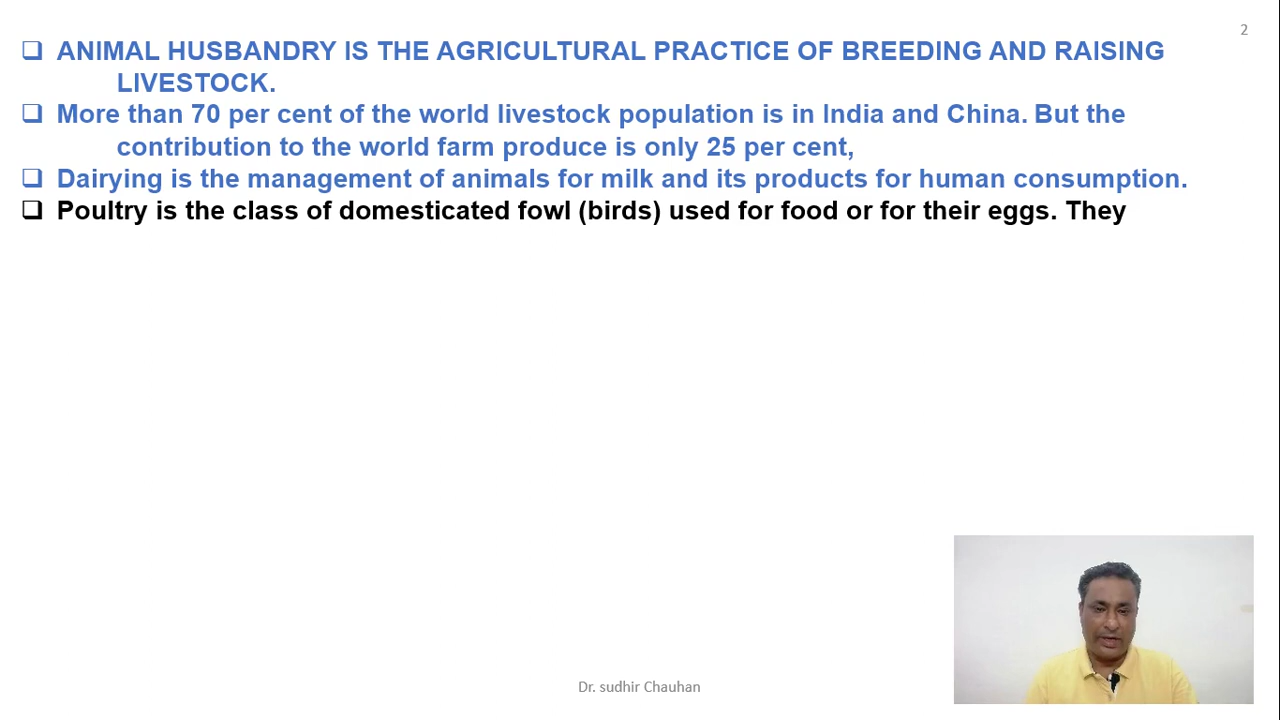 2
❑ ANIMAL HUSBANDRY IS THE AGRICULTURAL PRACTICE OF BREEDING AND RAISING
LIVESTOCK.
❑ More than 70 per cent of the world livestock population is in India and China. But the
contribution to the world farm produce is only 25 per cent,
❑ Dairying is the management of animals for milk and its products for human consumption.
❑ Poultry is the class of domesticated fowl (birds) used for food or for their eggs. They
Dr. sudhir Chauhan